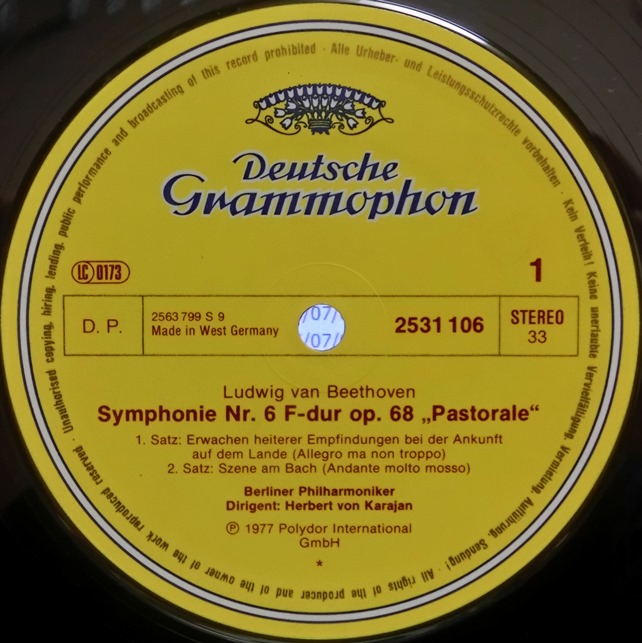 Alle Urheber- und Leistungsschutzrechte vorbehalten · Kein Verleih! Keine unerlaubte Vervielfältigung, Vermietung, Aufführung, Sendung! · All rights of the producer and of the owner of the work reproduced reserved · Unauthorised copying, hiring, lending, public performance and broadcasting of this record prohibited ·
Deutsche
Grammophon
LC 0173
1
D. P.
2563 799 S 9
Made in West Germany
/07/
/07/
2531 106
STEREO
33
Ludwig van Beethoven
Symphonie Nr. 6 F-dur op. 68 „Pastorale“
1. Satz: Erwachen heiterer Empfindungen bei der Ankunft
auf dem Lande (Allegro ma non troppo)
2. Satz: Szene am Bach (Andante molto mosso)
Berliner Philharmoniker
Dirigent: Herbert von Karajan
℗ 1977 Polydor International
GmbH
*